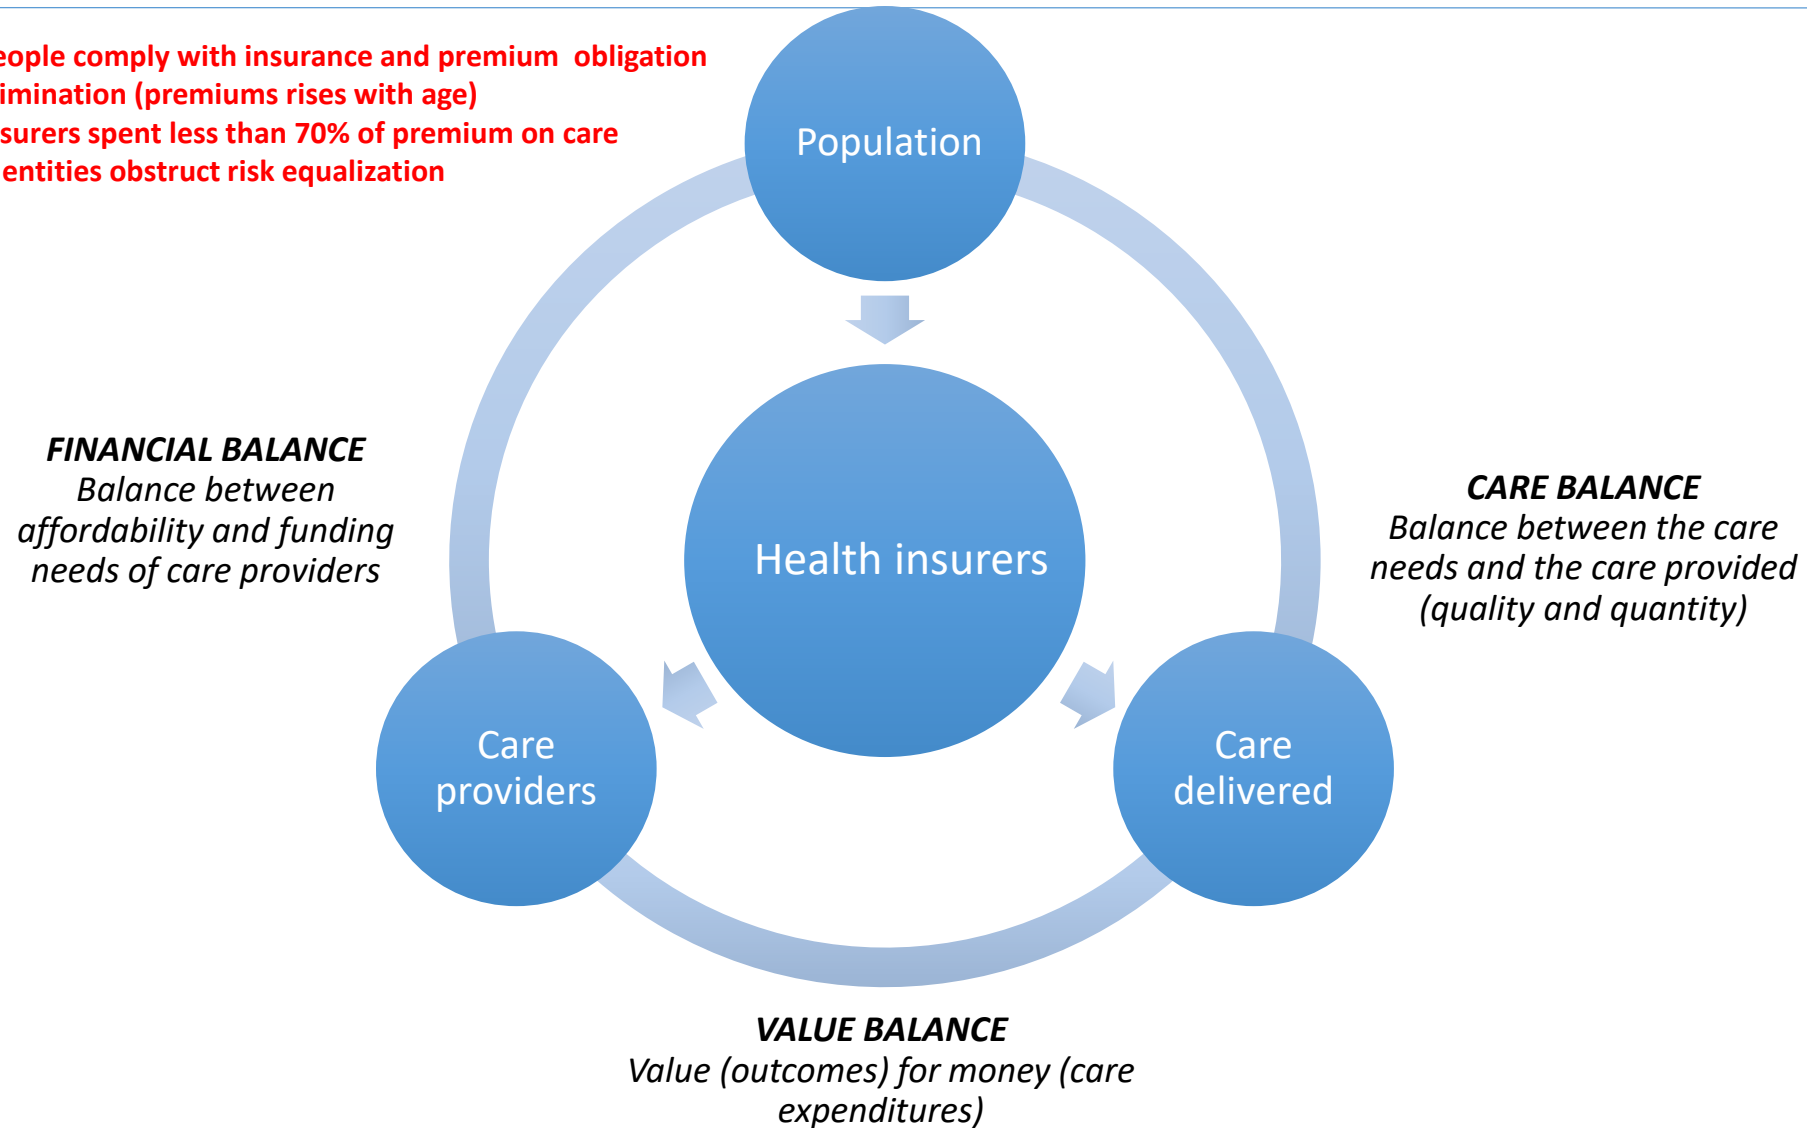 eople comply with insurance and premium obligation
imination (premiums rises with age)
surers spent less than 70% of premium on care
entities obstruct risk equalization
Population
Health insurers
FINANCIAL BALANCE
Balance between
affordability and funding
needs of care providers
CARE BALANCE
Balance between the care
needs and the care provided
(quality and quantity)
Care
providers
Care
delivered
VALUE BALANCE
Value (outcomes) for money (care
expenditures)